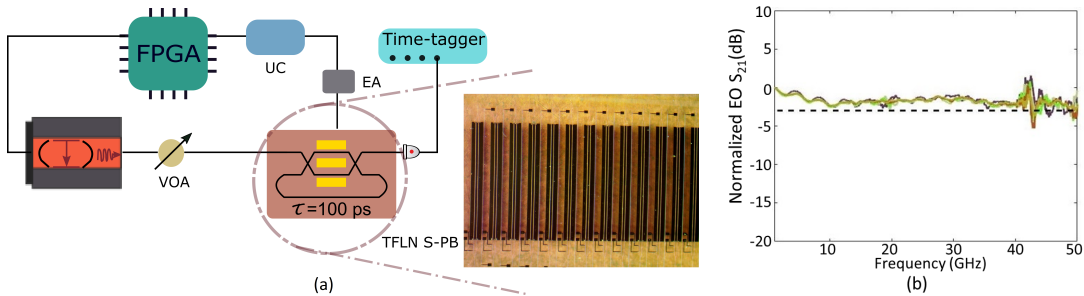 FPGA
UC
EA
Time-tagger
VOA
τ=100 ps
TFLN S-PB
(a)
Normalized EO S21(dB)
10
5
0
-5
-10
-15
-20
10
20
30
40
50
Frequency (GHz)
(b)